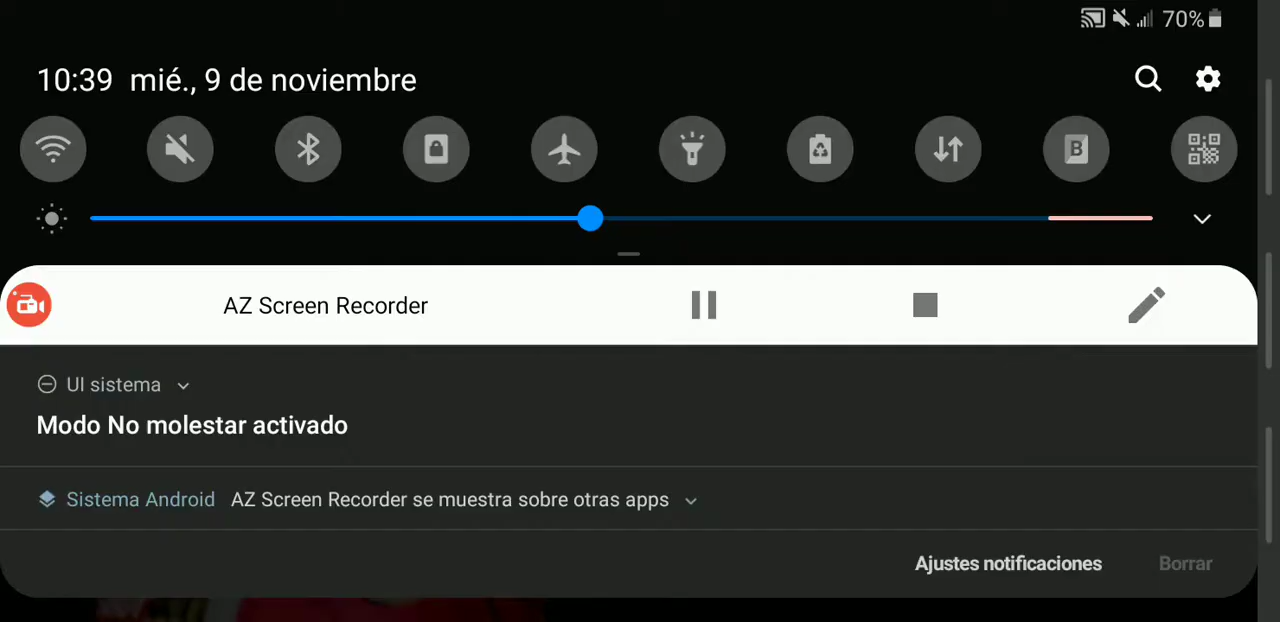 70%
10:39 mié., 9 de noviembre
B
AZ Screen Recorder
UI sistema
Modo No molestar activado
Sistema Android AZ Screen Recorder se muestra sobre otras apps
Ajustes notificaciones Borrar